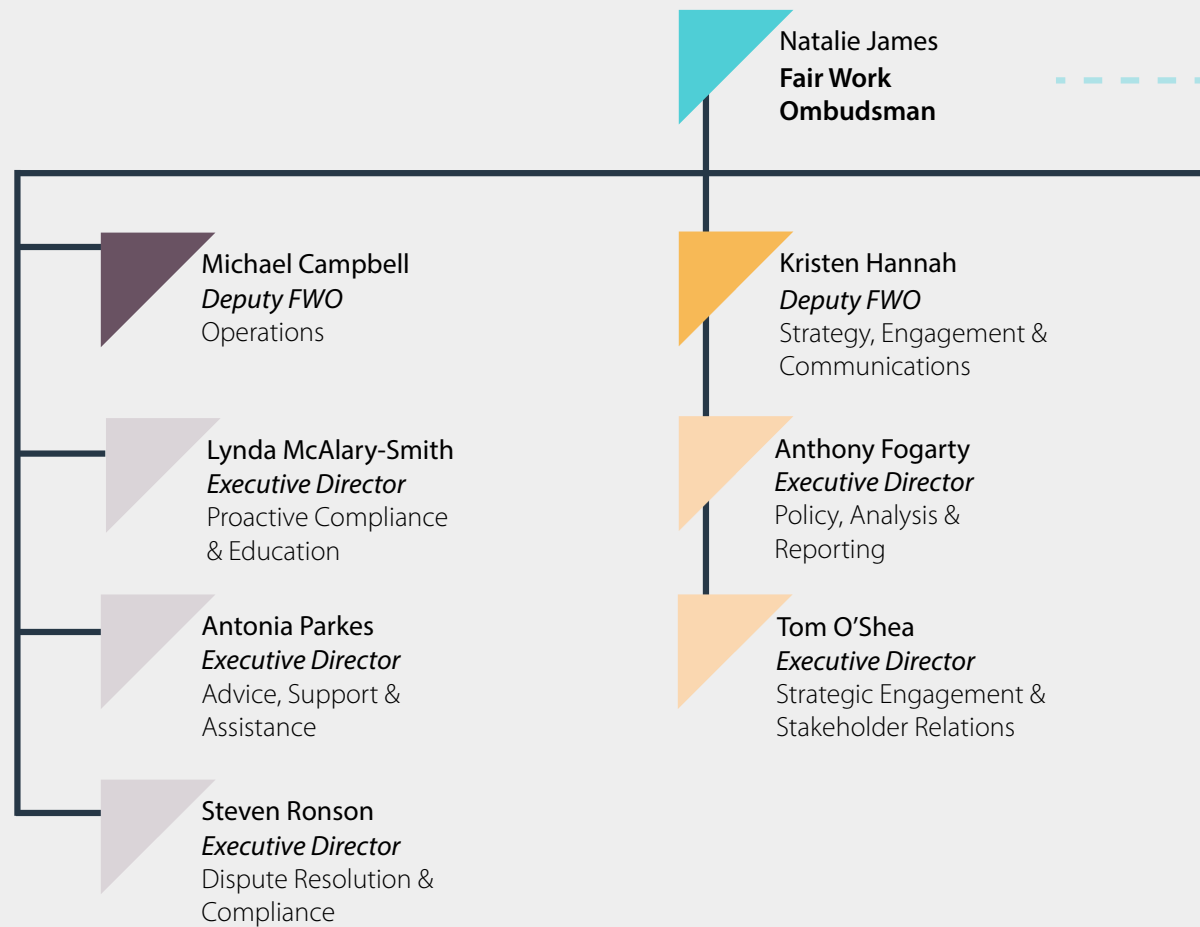 Natalie James
Fair Work
Ombudsman
Michael Campbell
Deputy FWO
Operations
Lynda McAlary-Smith
Executive Director
Proactive Compliance
& Education
Antonia Parkes
Executive Director
Advice, Support &
Assistance
Steven Ronson
Executive Director
Dispute Resolution &
Compliance
Kristen Hannah
Deputy FWO
Strategy, Engagement &
Communications
Anthony Fogarty
Executive Director
Policy, Analysis &
Reporting
Tom O'Shea
Executive Director
Strategic Engagement &
Stakeholder Relations